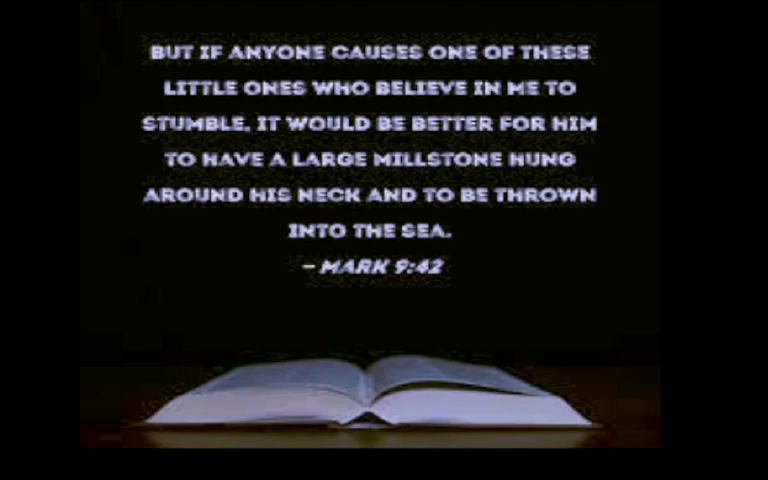 BUT IF ANYONE CAUSES ONE OF THESE
LITTLE ONES WHO BELIEVE IN ME TO
STUMBLE, IT WOULD BE BETTER FOR HIM
TO HAVE A LARGE MILLSTONE HUNG
AROUND HIS NECK AND TO BE THROWN
INTO THE SEA.
– MARK 9:42